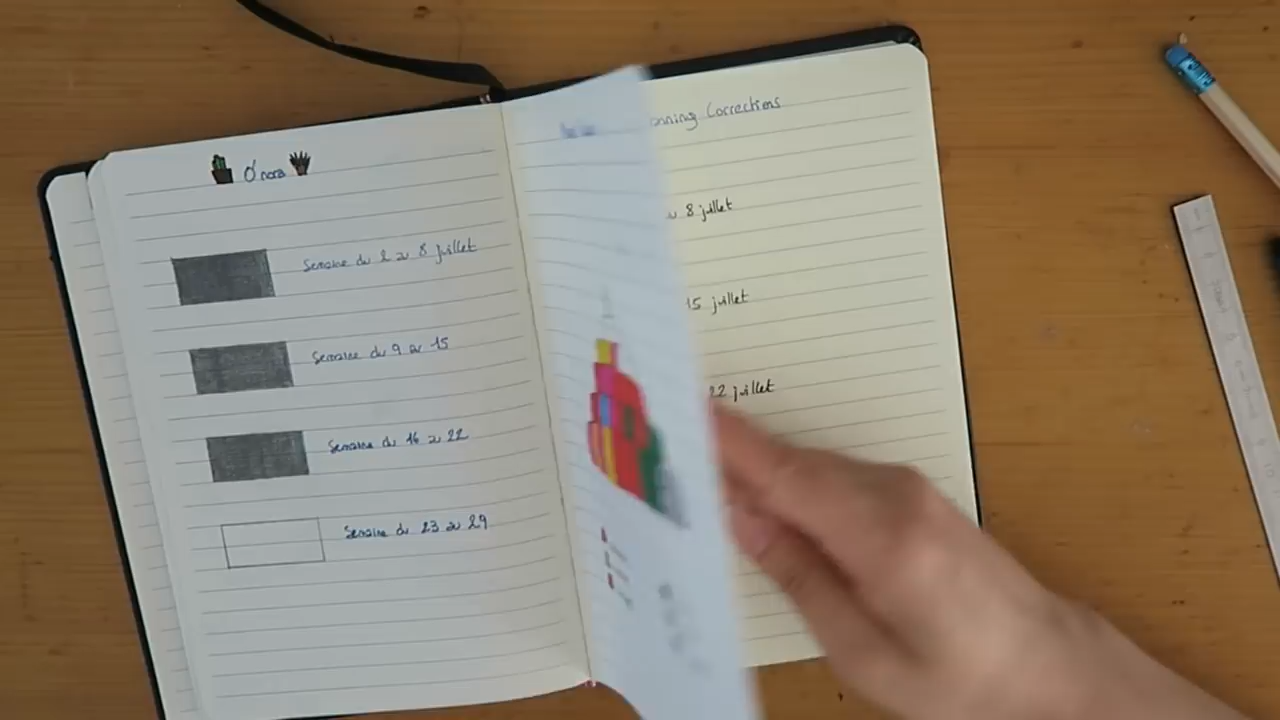 O'nora
Semaine du 2 au 8 juillet
Semaine du 9 au 15
Semaine du 16 au 22
Semaine du 23 au 29
anning Corrections
u 8 juillet
15 juillet
22 juillet